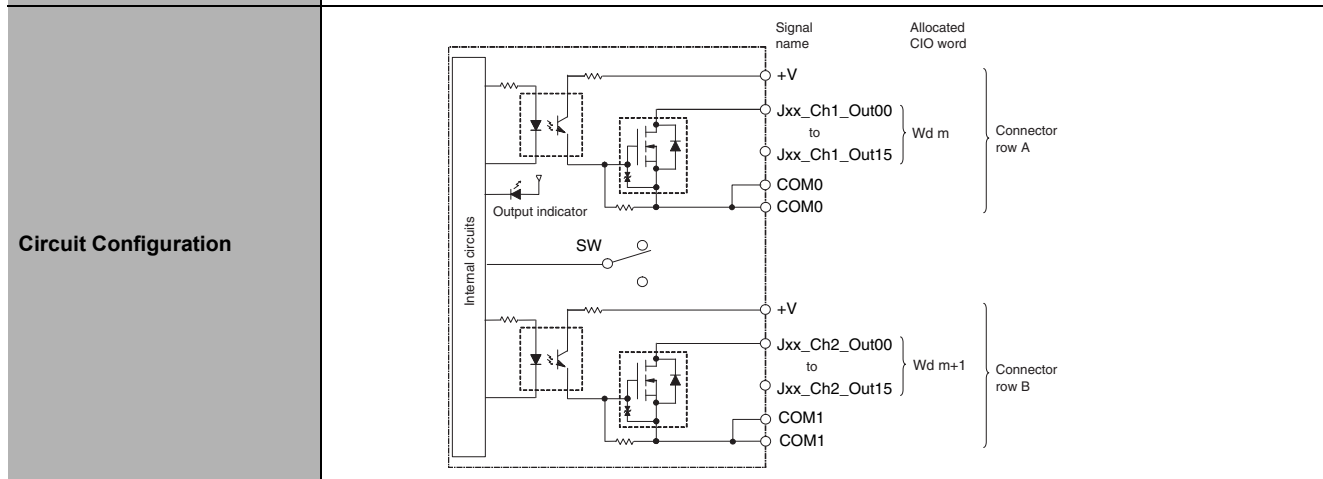 Circuit Configuration
Signal
name
Allocated
CIO word
+V
Jxx_Ch1_Out00
to
Jxx_Ch1_Out15
Wd m
Connector
row A
COM0
COM0
Output indicator
Internal circuits
SW
+V
Jxx_Ch2_Out00
to
Jxx_Ch2_Out15
Wd m+1
Connector
row B
COM1
COM1